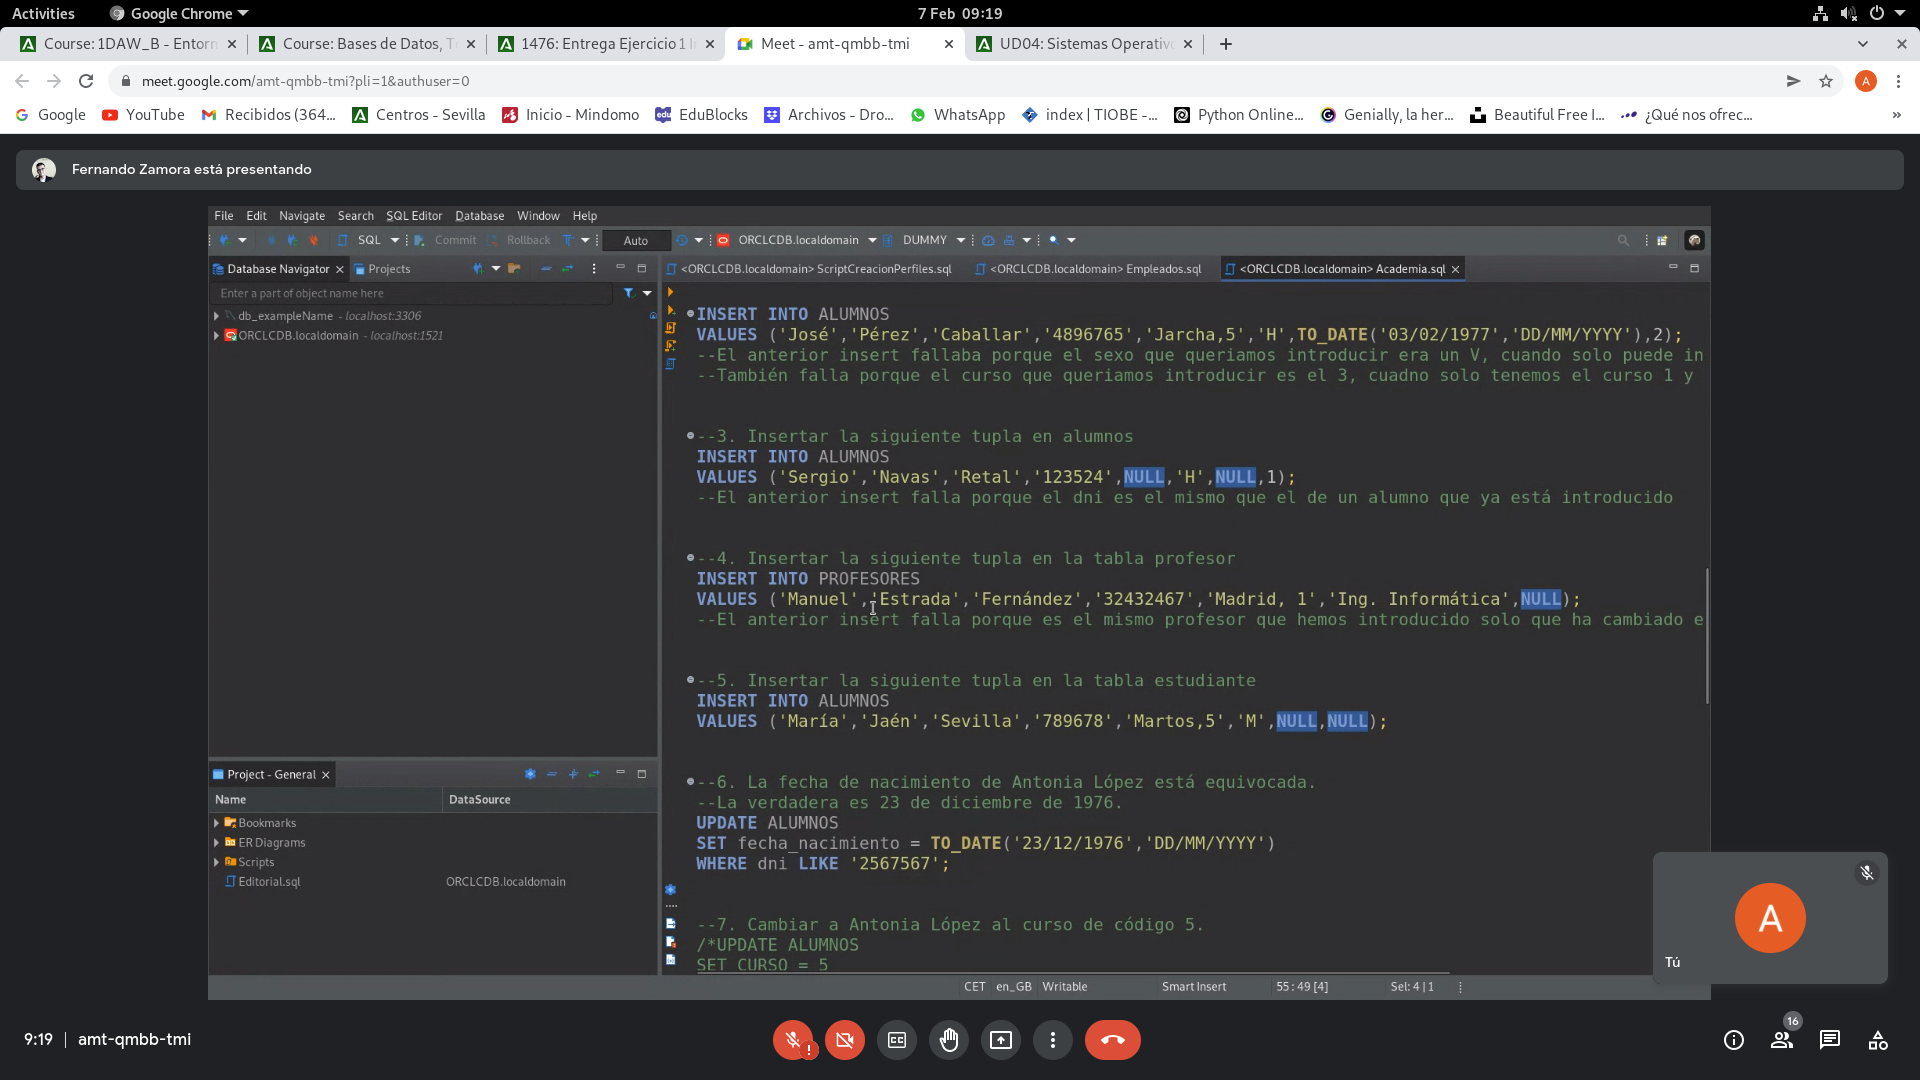 Activities
Google Chrome
7 Feb 09:19
Course: 1DAW_B - Entorn
Course: Bases de Datos, T
1476: Entrega Ejercicio 1 I
Meet - amt-qmbb-tmi
UD04: Sistemas Operativo
meet.google.com/amt-qmbb-tmi?pli=1&authuser=0
A
Google
YouTube
Recibidos (364...
Centros - Sevilla
Inicio - Mindomo
EduBlocks
Archivos - Dro...
WhatsApp
index | TIOBE -...
Python Online...
Genially, la her...
Beautiful Free I...
¿Qué nos ofrec...
Fernando Zamora está presentando
File Edit Navigate Search SQL Editor Database Window Help
SQL Commit Rollback Auto ORCLCDB.localdomain DUMMY
Database Navigator
Projects
<ORCLCDB.localdomain> ScriptCreacionPerfiles.sql
<ORCLCDB.localdomain> Empleados.sql
<ORCLCDB.localdomain> Academia.sql
Enter a part of object name here
db_exampleName - localhost:3306
ORCLCDB.localdomain - localhost:1521
INSERT INTO ALUMNOS
VALUES ('José','Pérez','Caballar','4896765','Jarcha,5','H',TO_DATE('03/02/1977','DD/MM/YYYY'),2);
--El anterior insert fallaba porque el sexo que queriamos introducir era un V, cuando solo puede in
--También falla porque el curso que queriamos introducir es el 3, cuadno solo tenemos el curso 1 y
--3. Insertar la siguiente tupla en alumnos
INSERT INTO ALUMNOS
VALUES ('Sergio','Navas','Retal','123524',NULL,'H',NULL,1);
--El anterior insert falla porque el dni es el mismo que el de un alumno que ya está introducido
--4. Insertar la siguiente tupla en la tabla profesor
INSERT INTO PROFESORES
VALUES ('Manuel','Estrada','Fernández','32432467','Madrid, 1','Ing. Informática',NULL);
--El anterior insert falla porque es el mismo profesor que hemos introducido solo que ha cambiado e
--5. Insertar la siguiente tupla en la tabla estudiante
INSERT INTO ALUMNOS
VALUES ('María','Jaén','Sevilla','789678','Martos,5','M',NULL,NULL);
--6. La fecha de nacimiento de Antonia López está equivocada.
--La verdadera es 23 de diciembre de 1976.
UPDATE ALUMNOS
SET fecha_nacimiento = TO_DATE('23/12/1976','DD/MM/YYYY')
WHERE dni LIKE '2567567';
--7. Cambiar a Antonia López al curso de código 5.
/*UPDATE ALUMNOS
SET CURSO = 5
Project - General
Name DataSource
Bookmarks
ER Diagrams
Scripts
Editorial.sql ORCLCDB.localdomain
CET en_GB Writable Smart Insert 55 : 49 [4] Sel: 4 | 1
A
Tú
9:19 | amt-qmbb-tmi
16